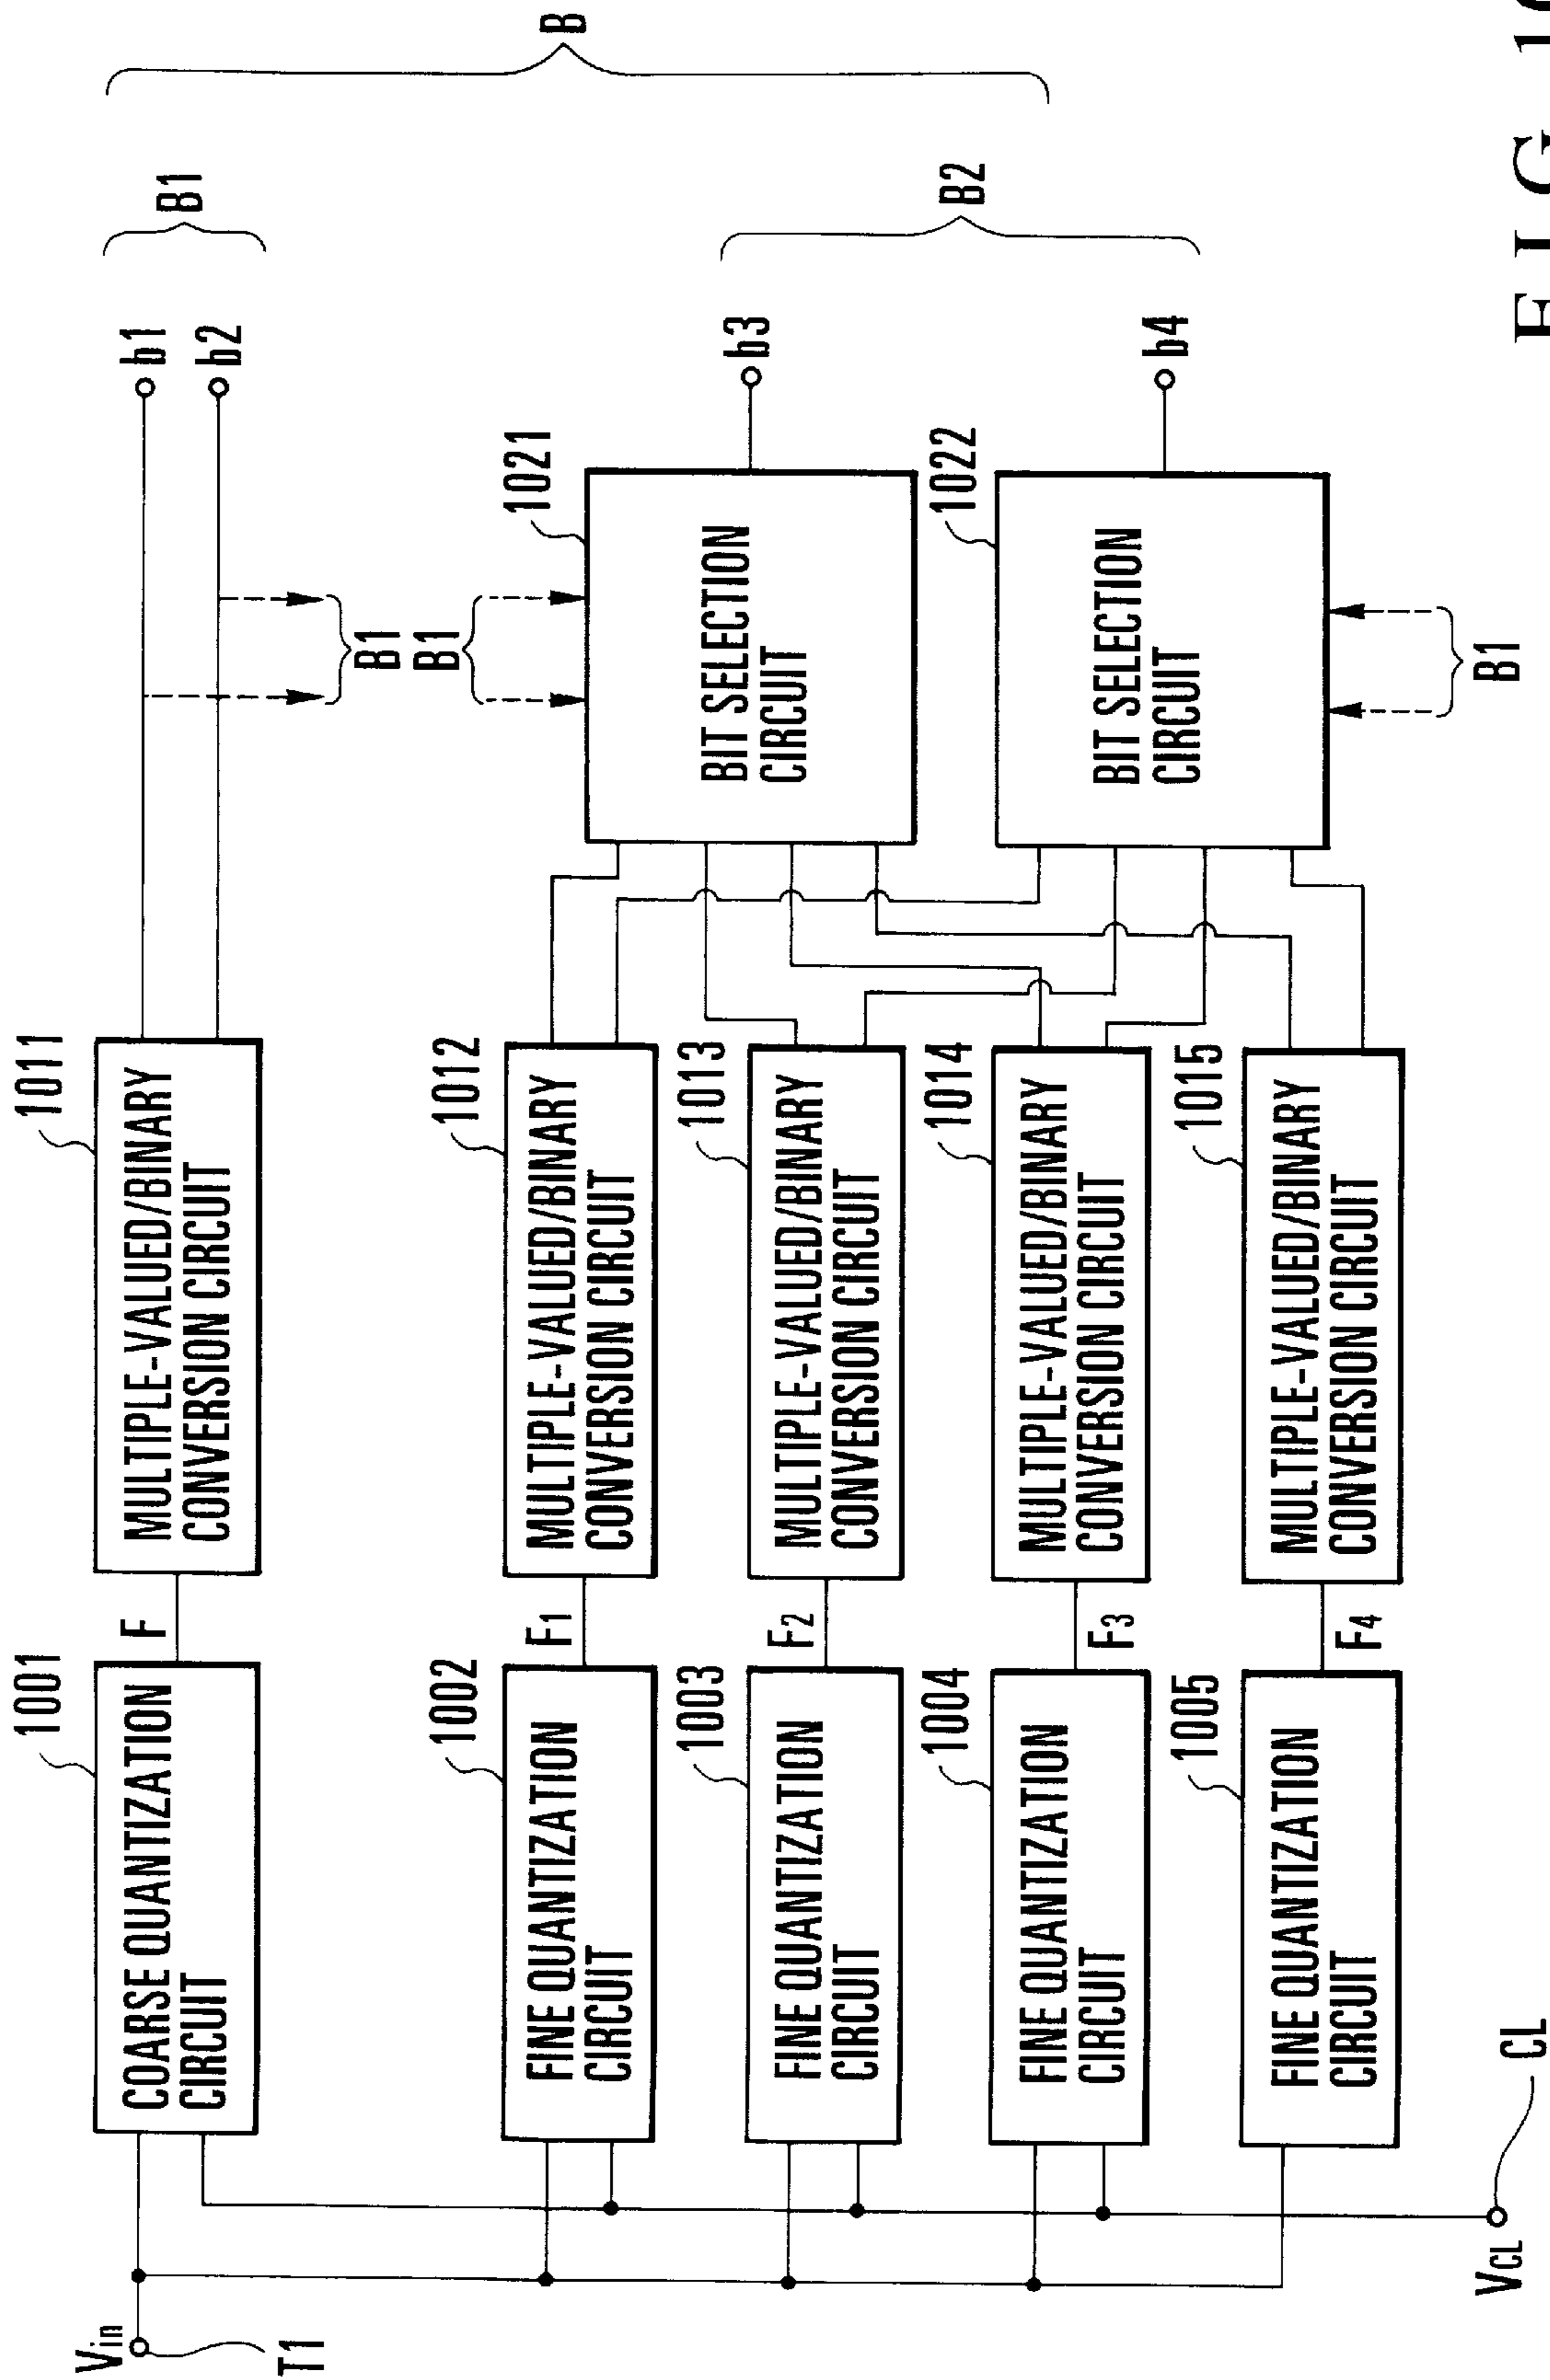 Vin
T1
1001
COARSE QUANTIZATION
CIRCUIT
F
1011
MULTIPLE-VALUED/BINARY
CONVERSION CIRCUIT
b1
b2
B1
B
B1
B1
1002
FINE QUANTIZATION
CIRCUIT
F1
1012
MULTIPLE-VALUED/BINARY
CONVERSION CIRCUIT
1021
BIT SELECTION
CIRCUIT
b3
B2
1003
FINE QUANTIZATION
CIRCUIT
F2
1013
MULTIPLE-VALUED/BINARY
CONVERSION CIRCUIT
1004
FINE QUANTIZATION
CIRCUIT
F3
1014
MULTIPLE-VALUED/BINARY
CONVERSION CIRCUIT
1022
BIT SELECTION
CIRCUIT
b4
1005
FINE QUANTIZATION
CIRCUIT
F4
1015
MULTIPLE-VALUED/BINARY
CONVERSION CIRCUIT
B1
VCL
CL